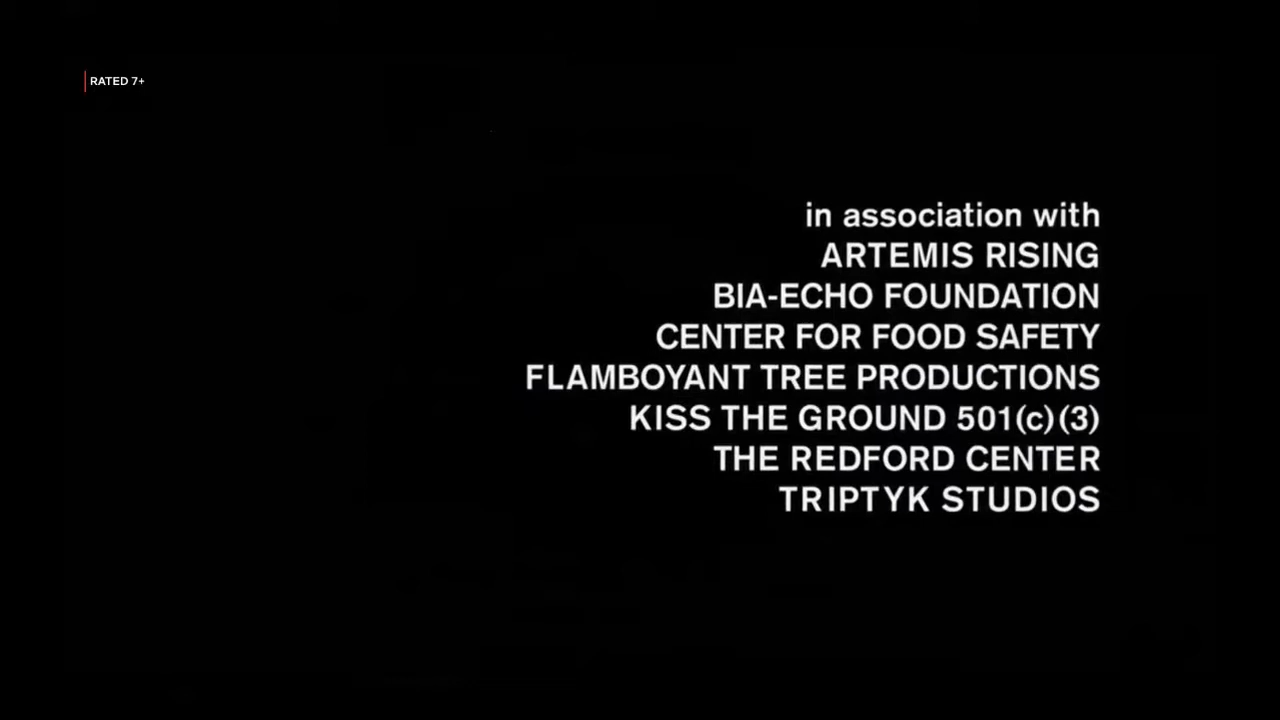 RATED 7+
in association with
ARTEMIS RISING
BIA-ECHO FOUNDATION
CENTER FOR FOOD SAFETY
FLAMBOYANT TREE PRODUCTIONS
KISS THE GROUND 501(c)(3)
THE REDFORD CENTER
TRIPTYK STUDIOS